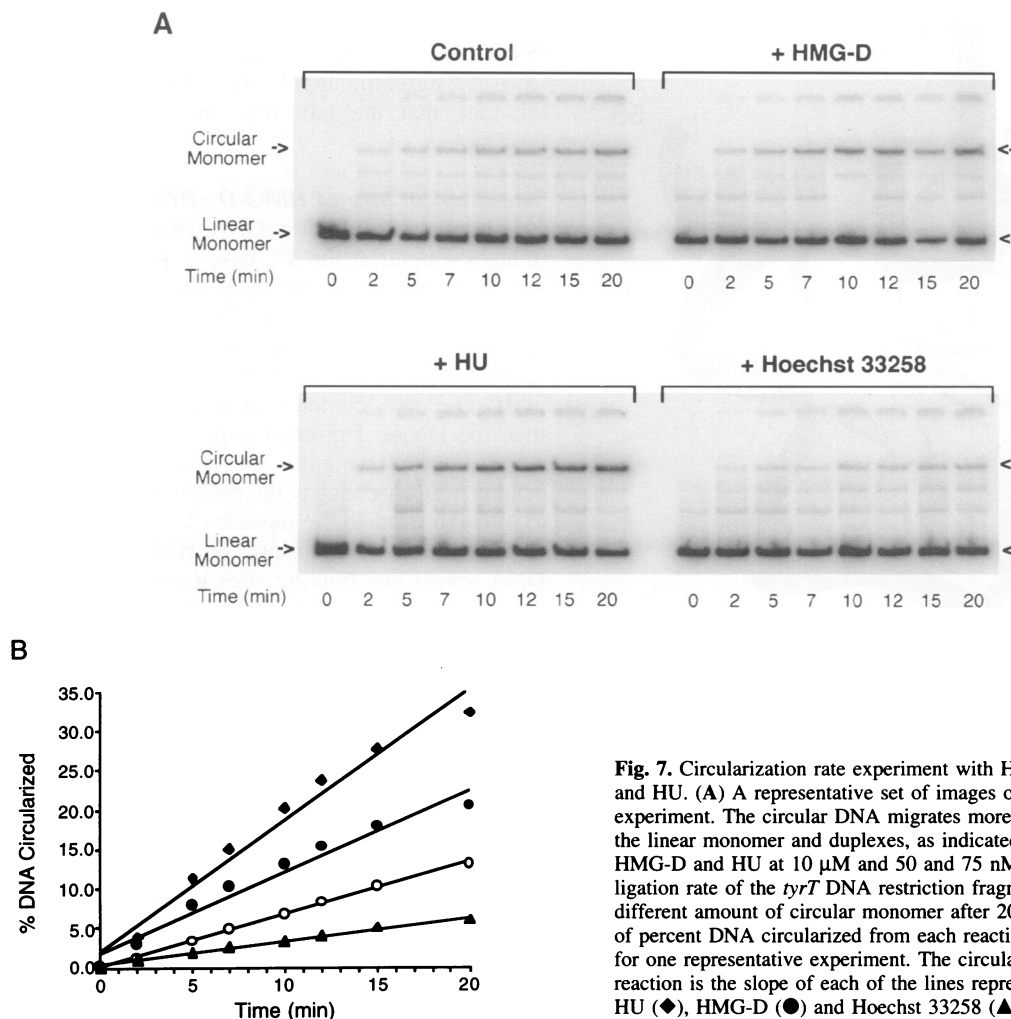 A
Control
+ HMG-D
Circular
Monomer
Linear
Monomer
Time (min)
0 2 5 7 10 12 15 20
0 2 5 7 10 12 15 20
+ HU
+ Hoechst 33258
Circular
Monomer
Linear
Monomer
Time (min)
0 2 5 7 10 12 15 20
0 2 5 7 10 12 15 20
B
% DNA Circularized
35.0
30.0
25.0
20.0
15.0
10.0
5.0
0.0
0 5 10 15 20
Time (min)
Fig. 7. Circularization rate experiment with H
and HU. (A) A representative set of images o
experiment. The circular DNA migrates more
the linear monomer and duplexes, as indicated
HMG-D and HU at 10 μM and 50 and 75 nM
ligation rate of the tyrT DNA restriction fragn
different amount of circular monomer after 20
of percent DNA circularized from each reacti
for one representative experiment. The circula
reaction is the slope of each of the lines repre
HU (◆), HMG-D (●) and Hoechst 33258 (▲